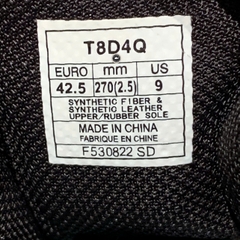 T8D4Q
EURO mm US
42.5 270(2.5) 9
SYNTHETIC FIBER &
SYNTHETIC LEATHER
UPPER/RUBBER SOLE
MADE IN CHINA
FABRIQUE EN CHINE
F530822 SD